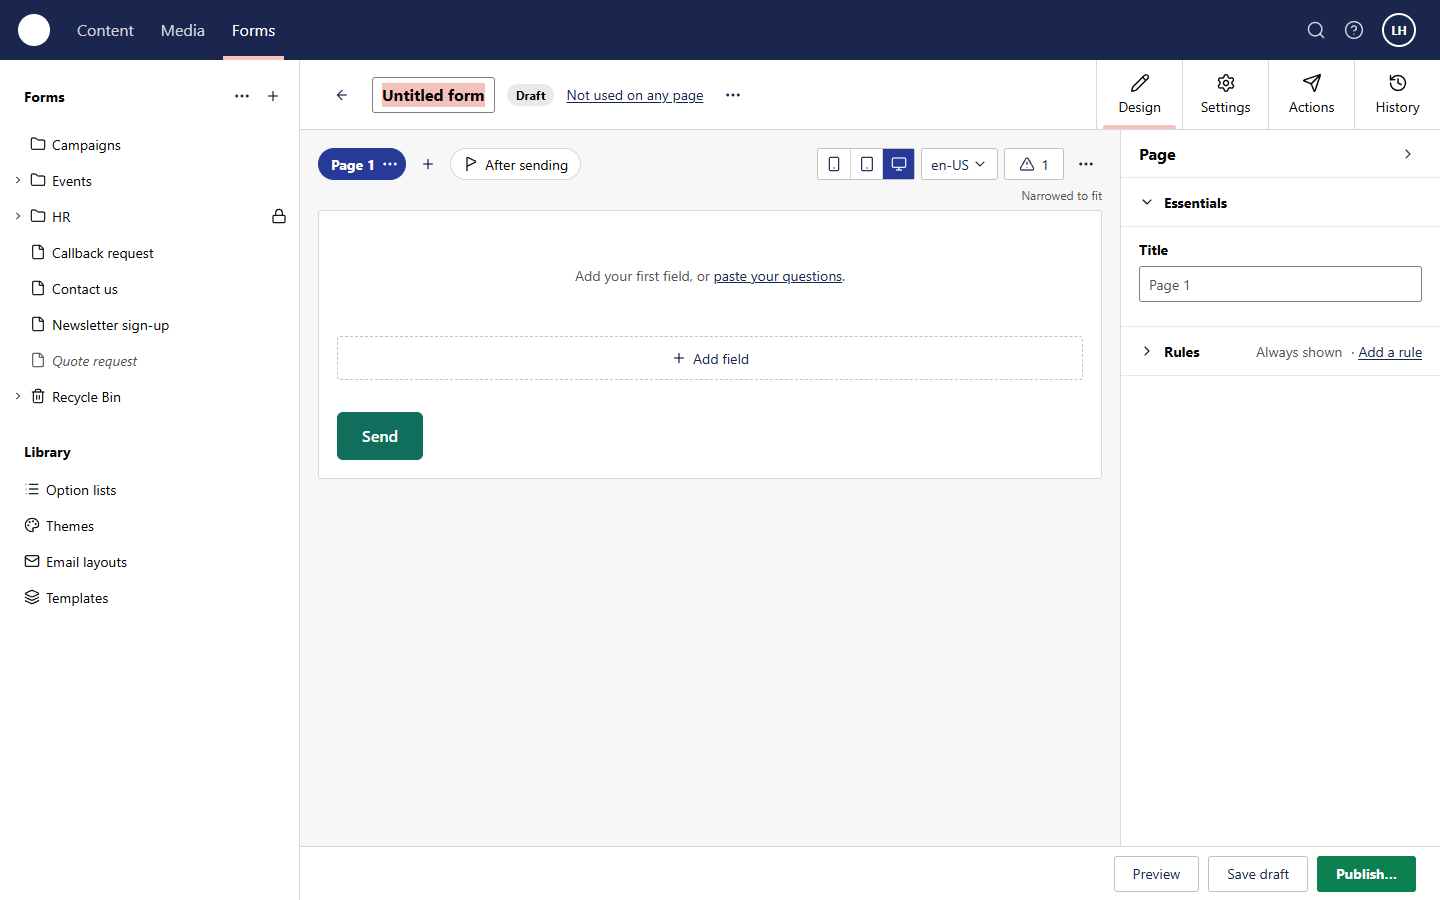 Content Media Forms LH
Forms
Campaigns
Events
HR
Callback request
Contact us
Newsletter sign-up
Quote request
Recycle Bin
Library
Option lists
Themes
Email layouts
Templates
Untitled form Draft Not used on any page
Design Settings Actions History
Page 1 After sending en-US 1
Narrowed to fit
Add your first field, or paste your questions.
Add field
Send
Page
Essentials
Title
Page 1
Rules Always shown · Add a rule
Preview Save draft Publish...